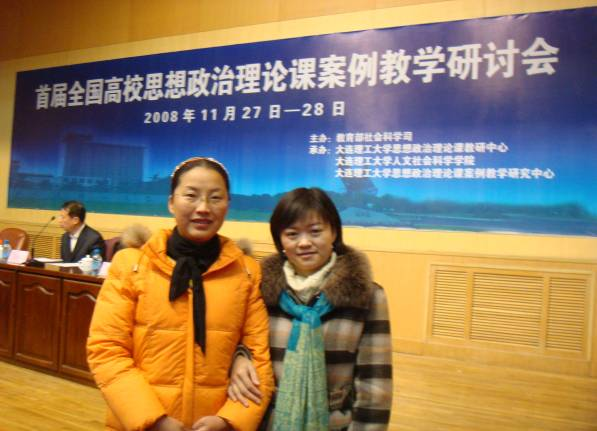 首届全国高校思想政治理论课案例教学研讨会
2008 年 11 月 27 日—28 日
主办：教育部社会科学司
承办：大连理工大学思想政治理论课教研中心
大连理工大学人文社会科学学院
大连理工大学思想政治理论课案例教学研究中心